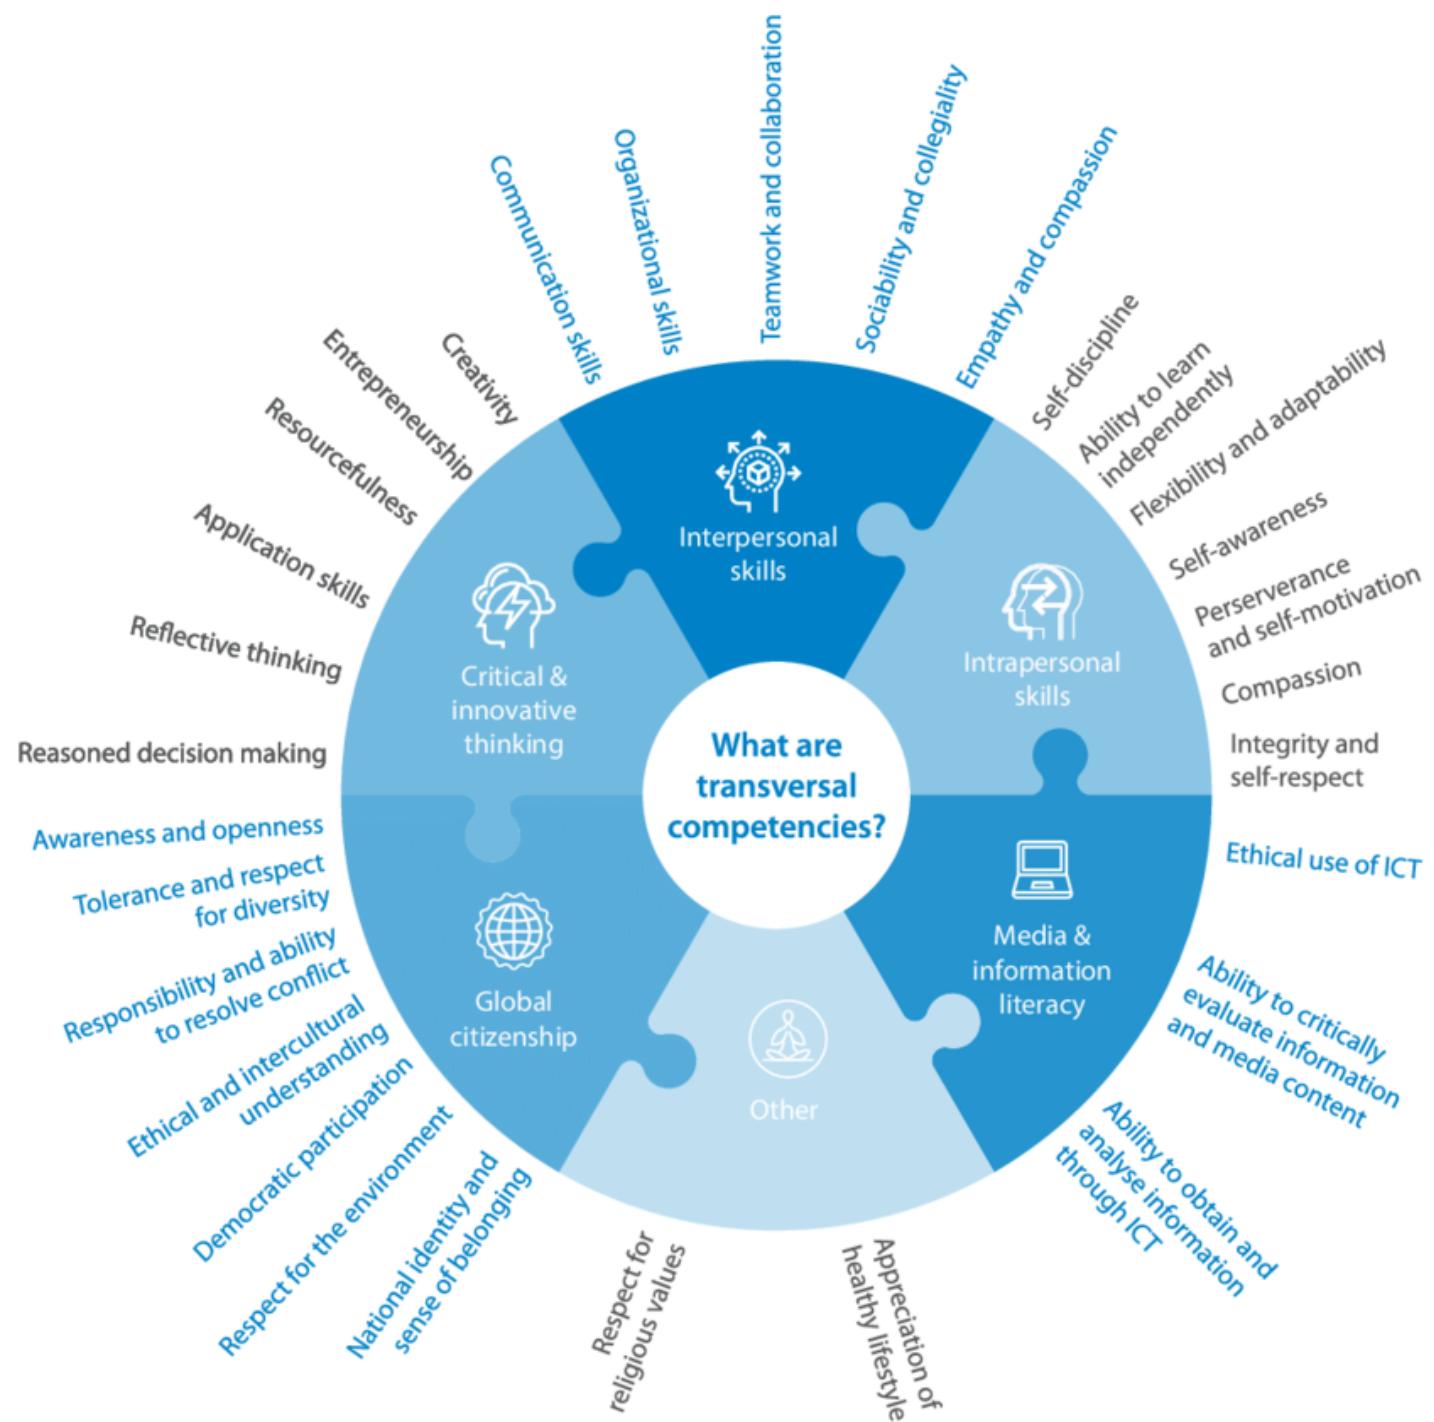 What are
transversal
competencies?
Interpersonal
skills
Communication skills
Organizational skills
Teamwork and collaboration
Sociability and collegiality
Empathy and compassion
Intrapersonal
skills
Self-discipline
Ability to learn
independently
Flexibility and adaptability
Self-awareness
Perserverance
and self-motivation
Compassion
Integrity and
self-respect
Media &
information
literacy
Ethical use of ICT
Ability to critically
evaluate information
and media content
Ability to obtain and
analyse information
through ICT
Other
Appreciation of
healthy lifestyle
Respect for
religious values
Global
citizenship
National identity and
sense of belonging
Respect for the environment
Democratic participation
Ethical and intercultural
understanding
Responsibility and ability
to resolve conflict
Tolerance and respect
for diversity
Awareness and openness
Critical &
innovative
thinking
Reasoned decision making
Reflective thinking
Application skills
Resourcefulness
Entrepreneurship
Creativity